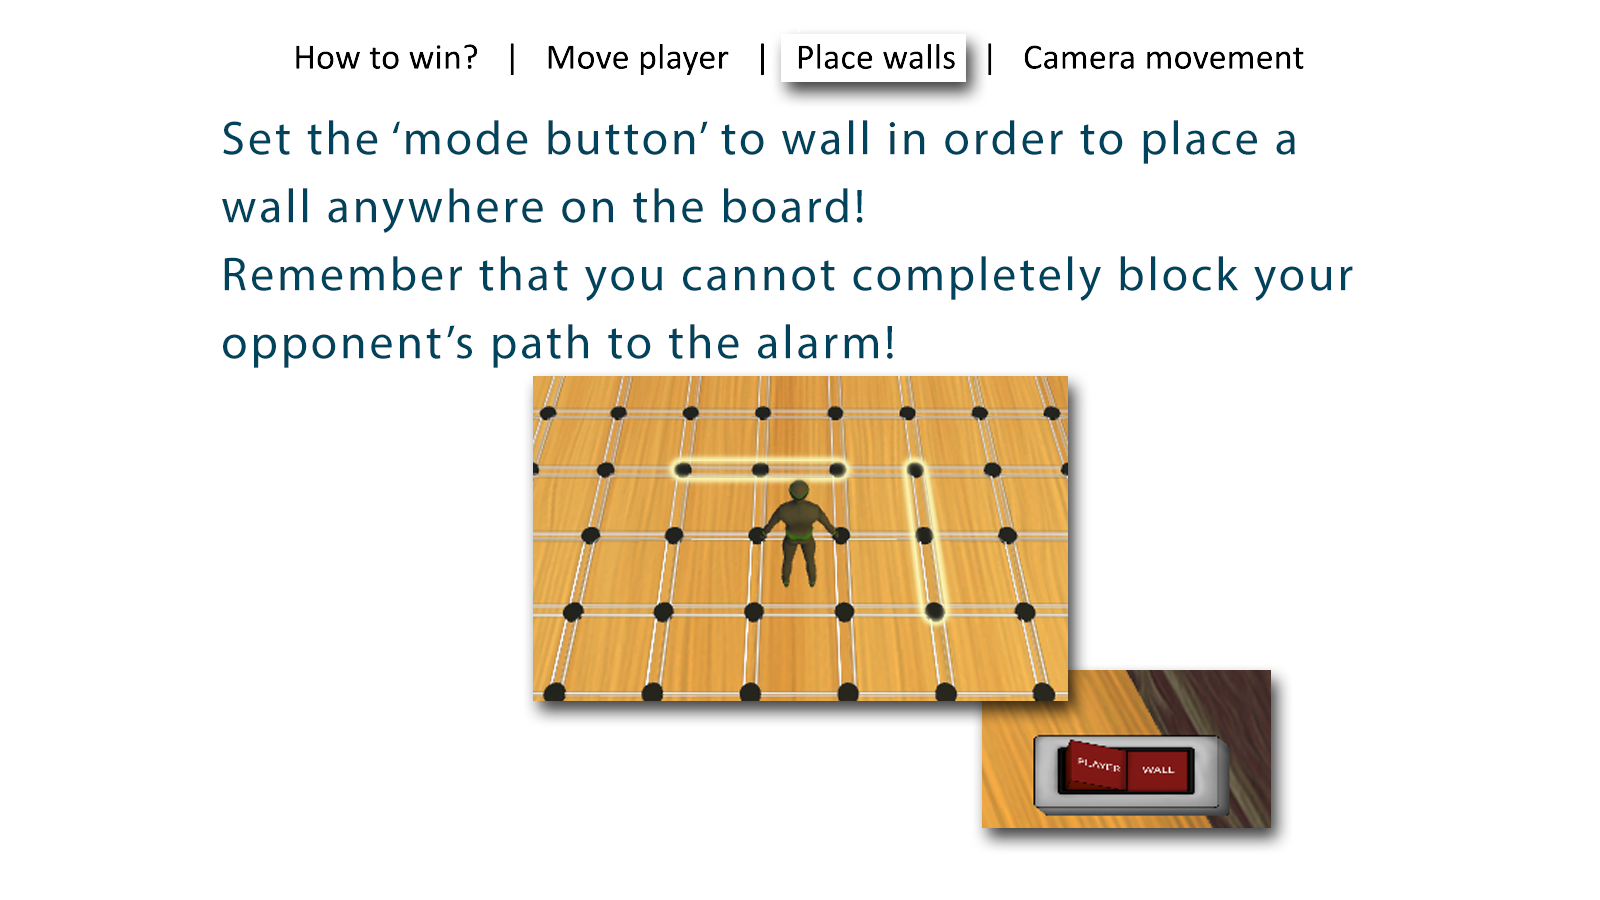 How to win? | Move player | Place walls | Camera movement
Set the ‘mode button’ to wall in order to place a
wall anywhere on the board!
Remember that you cannot completely block your
opponent’s path to the alarm!
PLAYER WALL